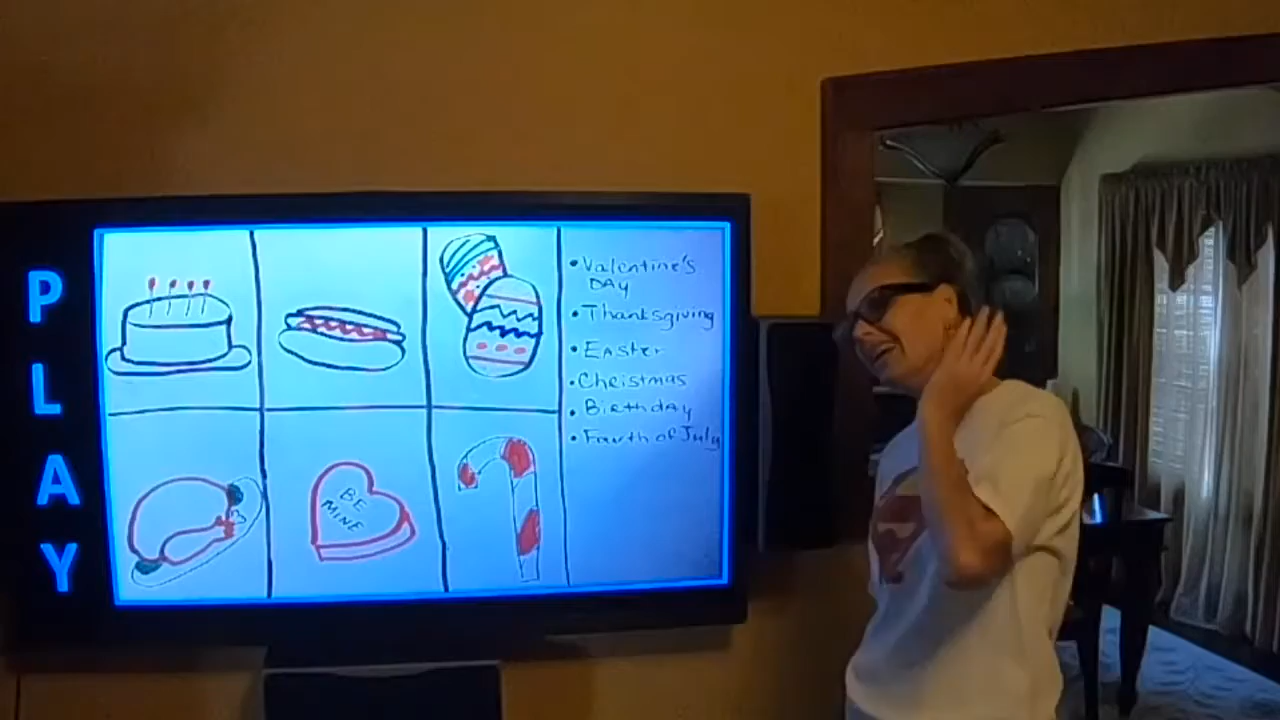 PLAY
• Valentine's
DAY
• Thanksgiving
• Easter
• Christmas
• Birthday
• Fourth of July
BE
MINE